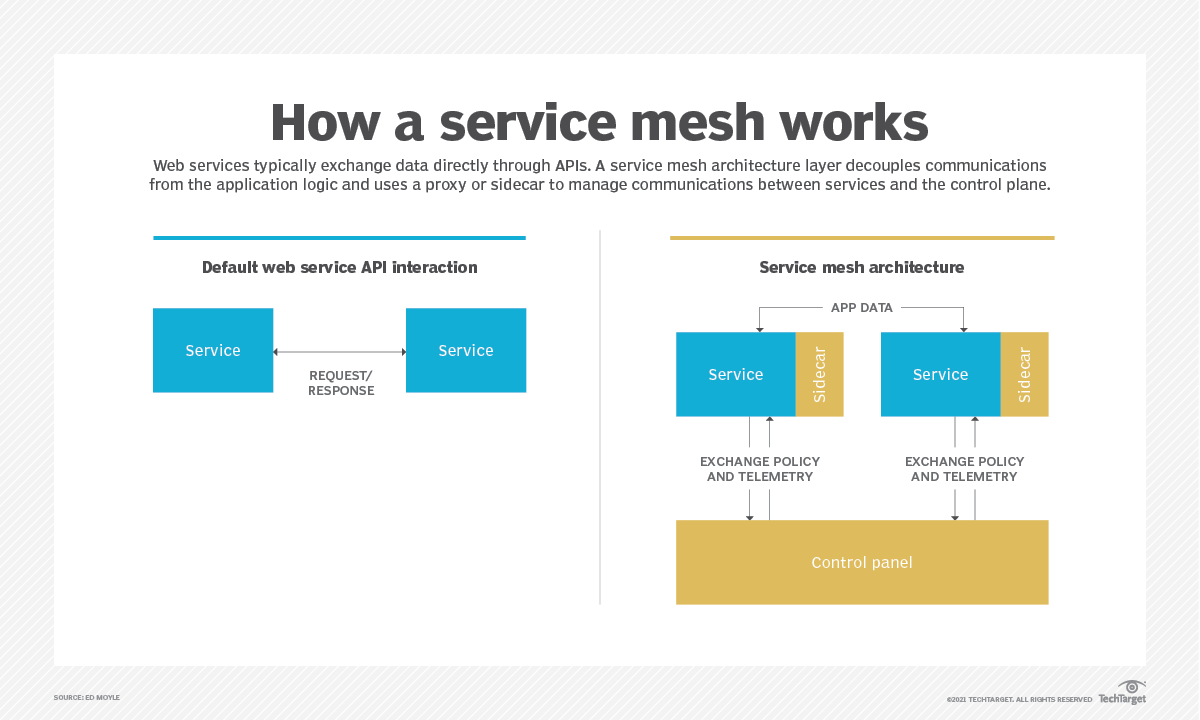 How a service mesh works
Web services typically exchange data directly through APIs. A service mesh architecture layer decouples communications
from the application logic and uses a proxy or sidecar to manage communications between services and the control plane.
Default web service API interaction
Service
Service
REQUEST/
RESPONSE
Service mesh architecture
APP DATA
Service
Sidecar
Service
Sidecar
EXCHANGE POLICY
AND TELEMETRY
EXCHANGE POLICY
AND TELEMETRY
Control panel
SOURCE: ED MOYLE
©2021 TECHTARGET. ALL RIGHTS RESERVED
TechTarget